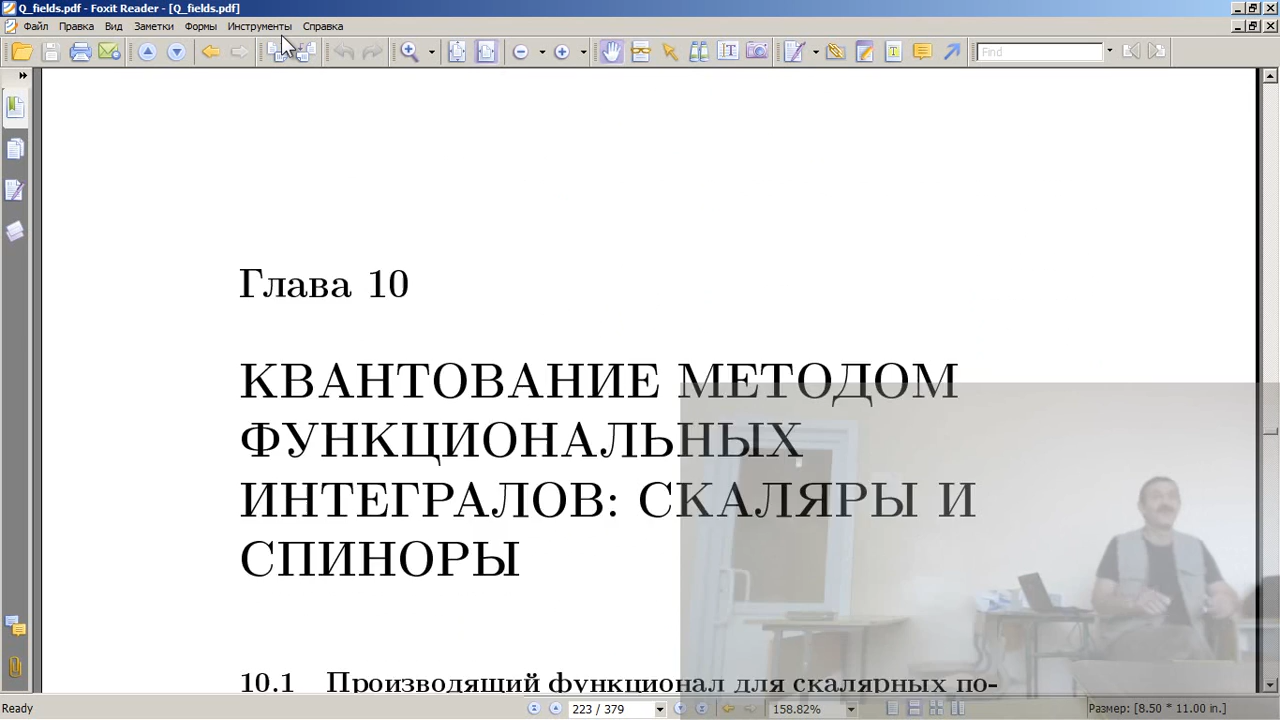 Q_fields.pdf - Foxit Reader - [Q_fields.pdf]
Файл Правка Вид Заметки Формы Инструменты Справка
Find
Глава 10
КВАНТОВАНИЕ МЕТОДОМ
ФУНКЦИОНАЛЬНЫХ
ИНТЕГРАЛОВ: СКАЛЯРЫ И
СПИНОРЫ
10.1 Производящий функционал для скалярных по-
Ready 223 / 379 158.82% Размер: [8.50 * 11.00 in.]